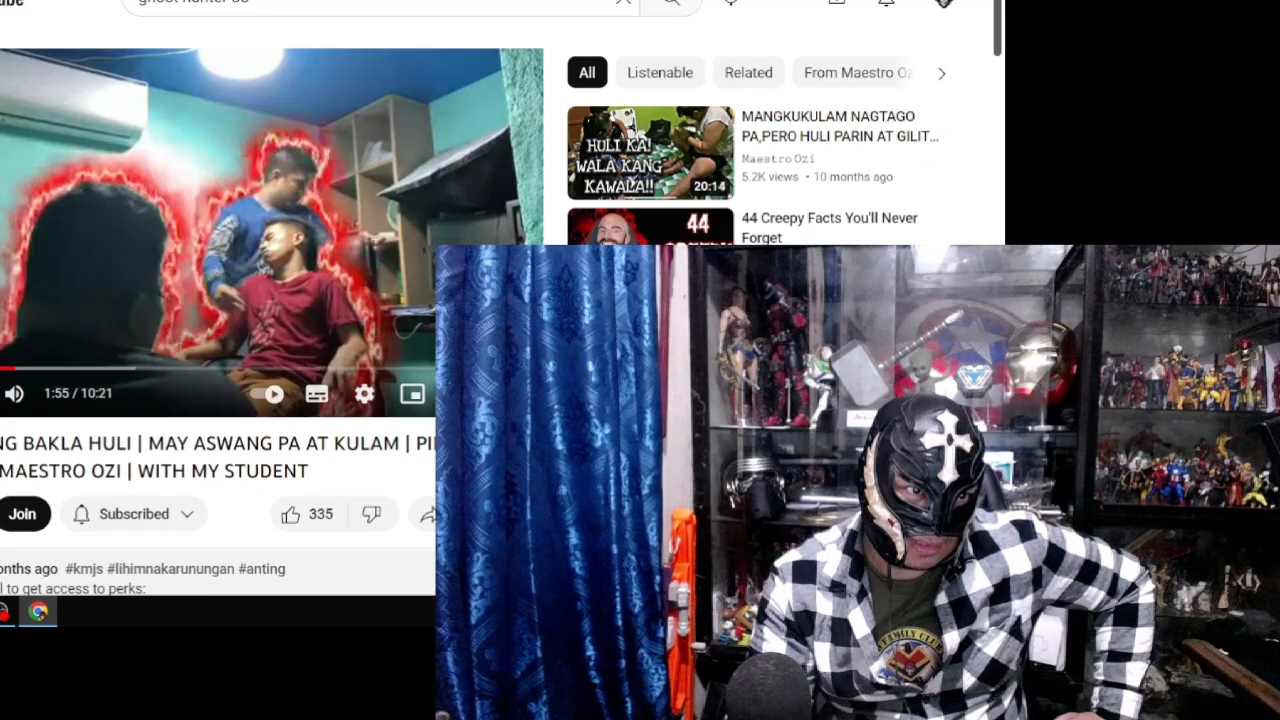 All
Listenable
Related
From Maestro Oz
HULI KA!
WALA KANG
KAWALA!!
20:14
MANGKUKULAM NAGTAGO
PA,PERO HULI PARIN AT GILIT...
Maestro Ozi
5.2K views • 10 months ago
44
44 Creepy Facts You'll Never
Forget
1:55 / 10:21
NG BAKLA HULI | MAY ASWANG PA AT KULAM | PI
MAESTRO OZI | WITH MY STUDENT
Join
Subscribed
335
onths ago #kmjs #lihimnakarunungan #anting
l to get access to perks:
FAMILY CLUB